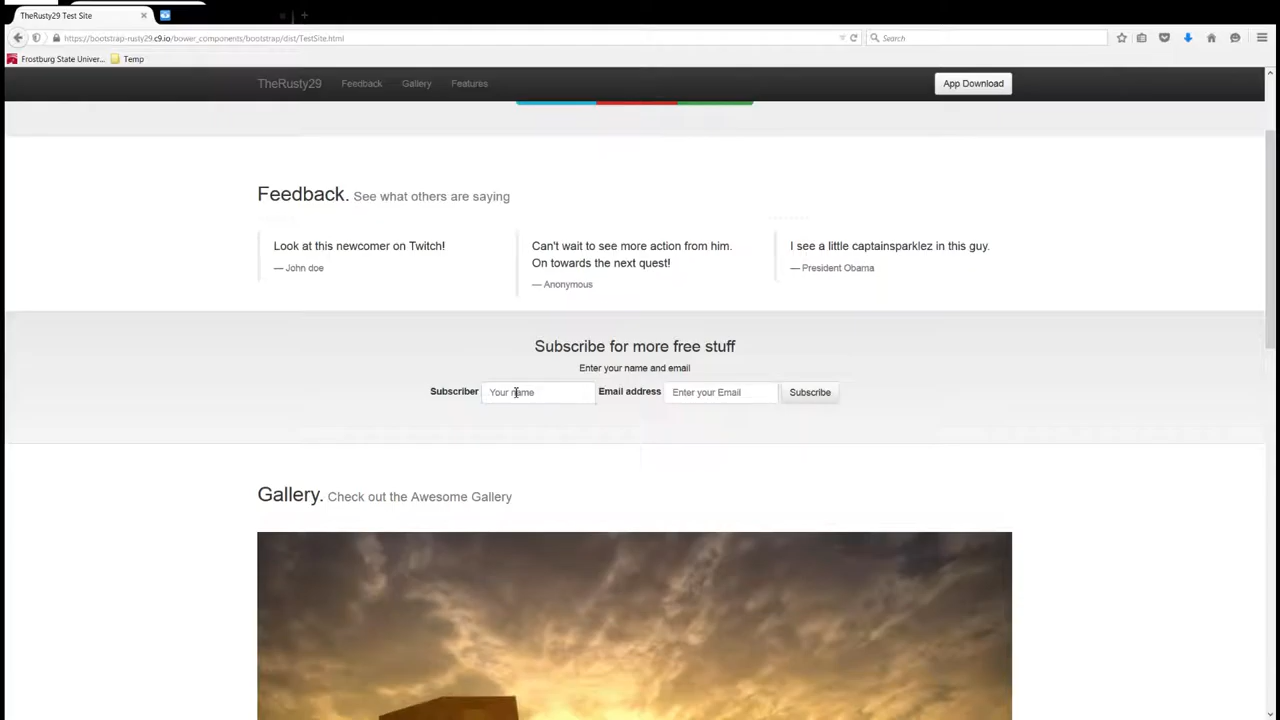 TheRusty29 Test Site
https://bootstrap-rusty29.c9.io/bower_components/bootstrap/dist/TestSite.html
Search
Frostburg State Univer...
Temp
TheRusty29
Feedback
Gallery
Features
App Download
Feedback. See what others are saying
Look at this newcomer on Twitch!
— John doe
Can't wait to see more action from him.
On towards the next quest!
— Anonymous
I see a little captainsparklez in this guy.
— President Obama
Subscribe for more free stuff
Enter your name and email
Subscriber Your name Email address Enter your Email Subscribe
Gallery. Check out the Awesome Gallery